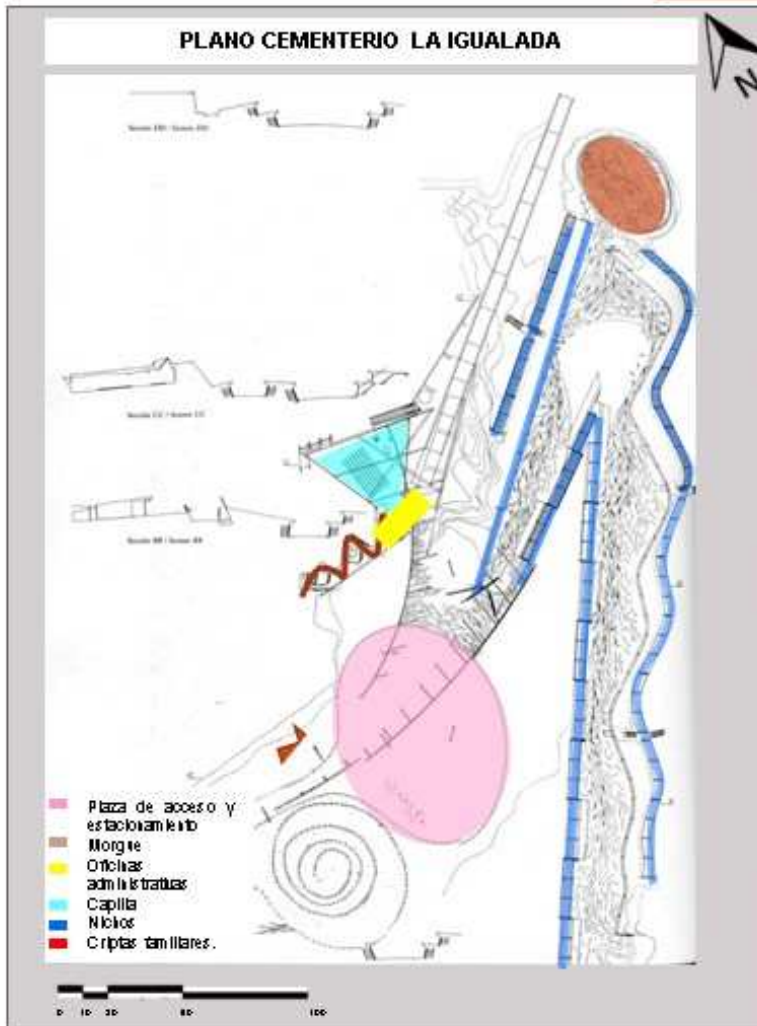 PLANO CEMENTERIO LA IGUALADA
N
Plaza de acceso y
estacionamiento
Morgue
Oficinas
administrativas
Capilla
Nichos
Criptas familiares.
0 10 20 100